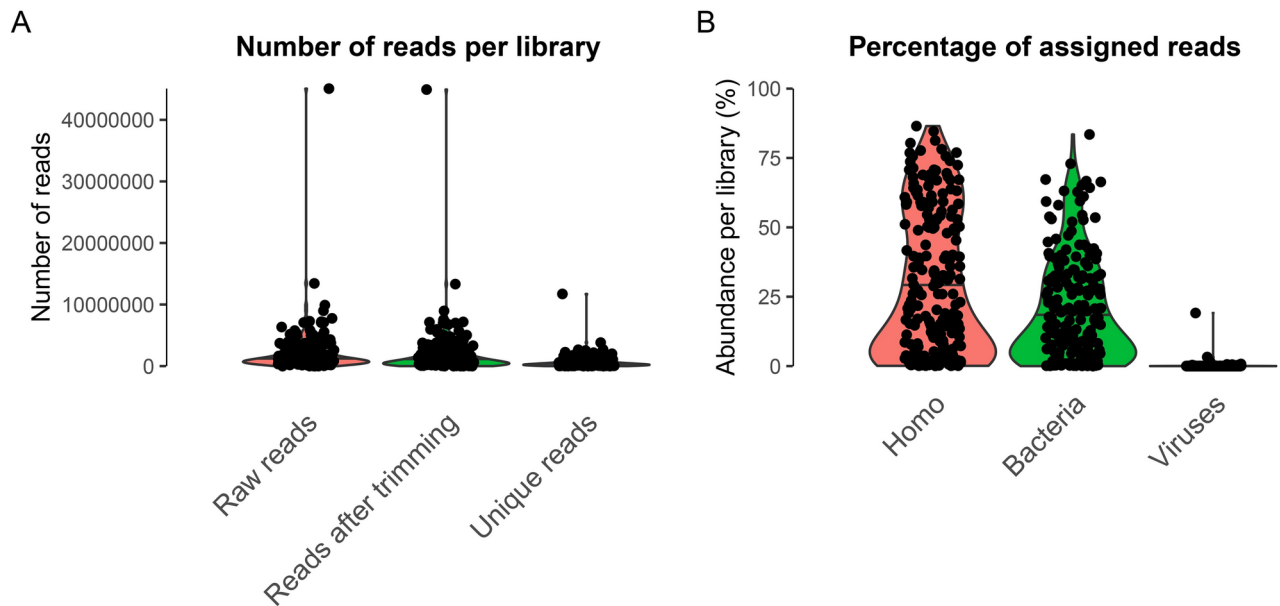 A
Number of reads per library
Number of reads
40000000
30000000
20000000
10000000
0
Raw reads
Reads after trimming
Unique reads
B
Percentage of assigned reads
Abundance per library (%)
100
75
50
25
0
Homo
Bacteria
Viruses